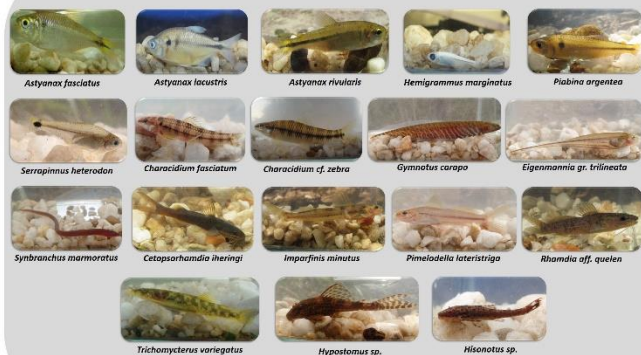 Astyanax fasciatus
Astyanax lacustris
Astyanax rivularis
Hemigrammus marginatus
Piabina argentea
Serrapinnus heterodon
Characidium fasciatum
Characidium cf. zebra
Gymnotus carapo
Eigenmannia gr. trilineata
Synbranchus marmoratus
Cetopsorhamdia iheringi
Imparfinis minutus
Pimelodella lateristriga
Rhamdia aff. quelen
Trichomycterus variegatus
Hypostomus sp.
Hisonotus sp.